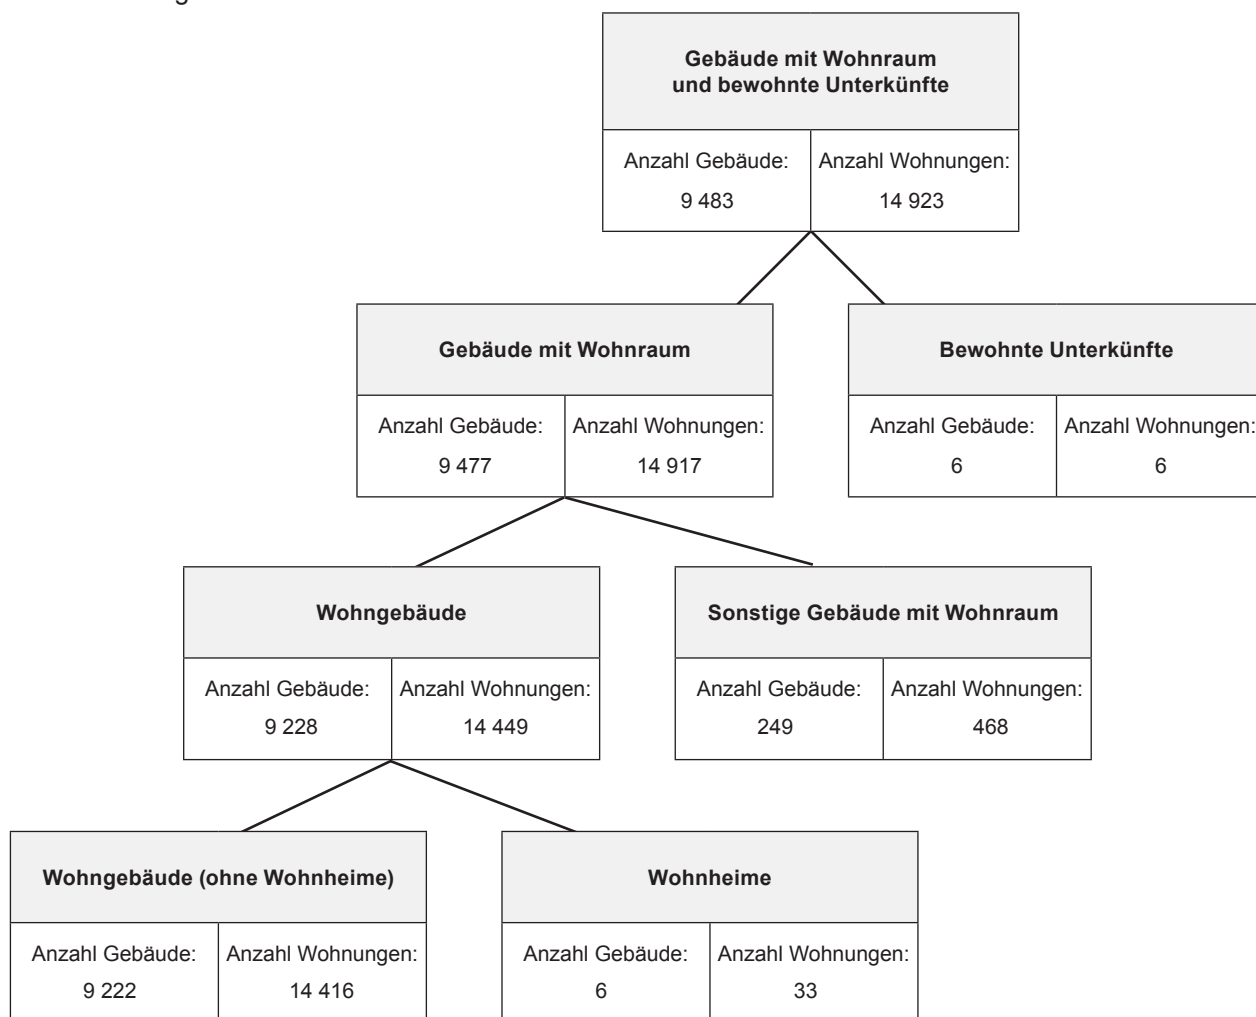 Gebäude mit Wohnraum
und bewohnte Unterkünfte
Anzahl Gebäude:
9 483
Anzahl Wohnungen:
14 923
Gebäude mit Wohnraum
Anzahl Gebäude:
9 477
Anzahl Wohnungen:
14 917
Bewohnte Unterkünfte
Anzahl Gebäude:
6
Anzahl Wohnungen:
6
Wohngebäude
Anzahl Gebäude:
9 228
Anzahl Wohnungen:
14 449
Sonstige Gebäude mit Wohnraum
Anzahl Gebäude:
249
Anzahl Wohnungen:
468
Wohngebäude (ohne Wohnheime)
Anzahl Gebäude:
9 222
Anzahl Wohnungen:
14 416
Wohnheime
Anzahl Gebäude:
6
Anzahl Wohnungen:
33